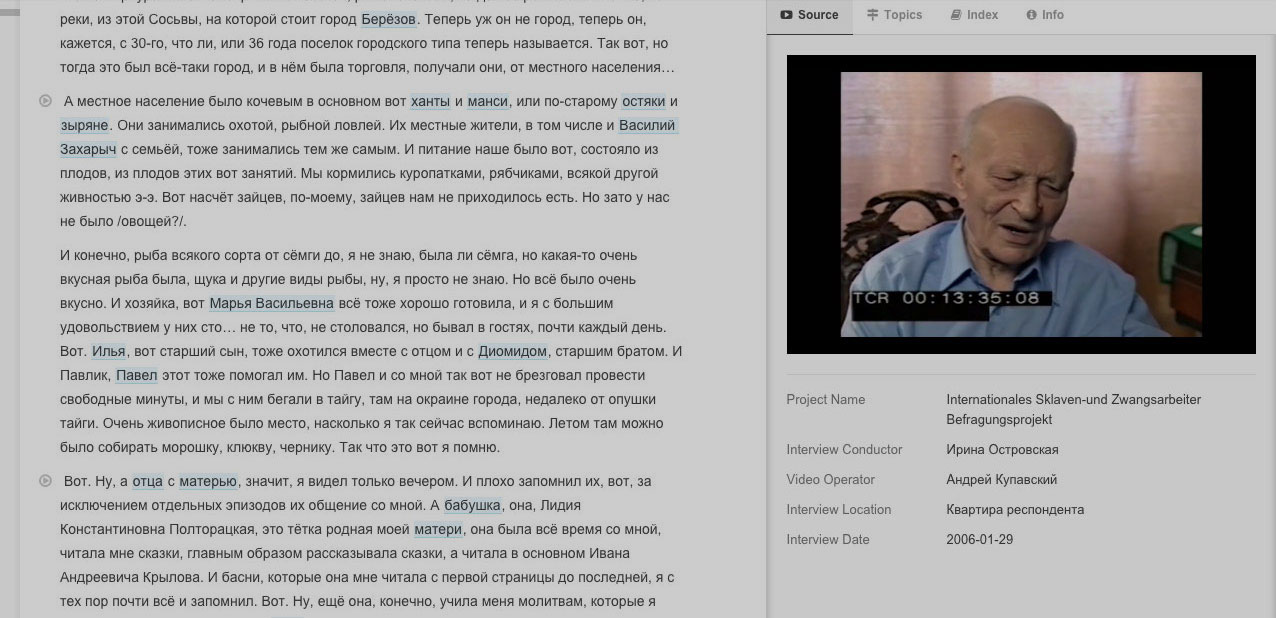 реки, из этой Сосьвы, на которой стоит город Берёзов. Теперь уж он не город, теперь он,
кажется, с 30-го, что ли, или 36 года поселок городского типа теперь называется. Так вот, но
тогда это был всё-таки город, и в нём была торговля, получали они, от местного населения…
А местное население было кочевым в основном вот ханты и манси, или по-старому остяки и
зыряне. Они занимались охотой, рыбной ловлей. Их местные жители, в том числе и Василий
Захарыч с семьёй, тоже занимались тем же самым. И питание наше было вот, состояло из
плодов, из плодов этих вот занятий. Мы кормились куропатками, рябчиками, всякой другой
живностью э-э. Вот насчёт зайцев, по-моему, зайцев нам не приходилось есть. Но зато у нас
не было /овощей?/.
И конечно, рыба всякого сорта от сёмги до, я не знаю, была ли сёмга, но какая-то очень
вкусная рыба была, щука и другие виды рыбы, ну, я просто не знаю. Но всё было очень
вкусно. И хозяйка, вот Марья Васильевна всё тоже хорошо готовила, и я с большим
удовольствием у них сто… не то, что, не столовался, но бывал в гостях, почти каждый день.
Вот. Илья, вот старший сын, тоже охотился вместе с отцом и с Диомидом, старшим братом. И
Павлик, Павел этот тоже помогал им. Но Павел и со мной так вот не брезговал провести
свободные минуты, и мы с ним бегали в тайгу, там на окраине города, недалеко от опушки
тайги. Очень живописное было место, насколько я так сейчас вспоминаю. Летом там можно
было собирать морошку, клюкву, чернику. Так что это вот я помню.
Вот. Ну, а отца с матерью, значит, я видел только вечером. И плохо запомнил их, вот, за
исключением отдельных эпизодов их общение со мной. А бабушка, она, Лидия
Константиновна Полторацкая, это тётка родная моей матери, она была всё время со мной,
читала мне сказки, главным образом рассказывала сказки, а читала в основном Ивана
Андреевича Крылова. И басни, которые она мне читала с первой страницы до последней, я с
тех пор почти всё и запомнил. Вот. Ну, ещё она, конечно, учила меня молитвам, которые я
Source Topics Index Info
TCR 00:13:35:08
Project Name Internationales Sklaven-und Zwangsarbeiter
Befragungsprojekt
Interview Conductor Ирина Островская
Video Operator Андрей Купавский
Interview Location Квартира респондента
Interview Date 2006-01-29